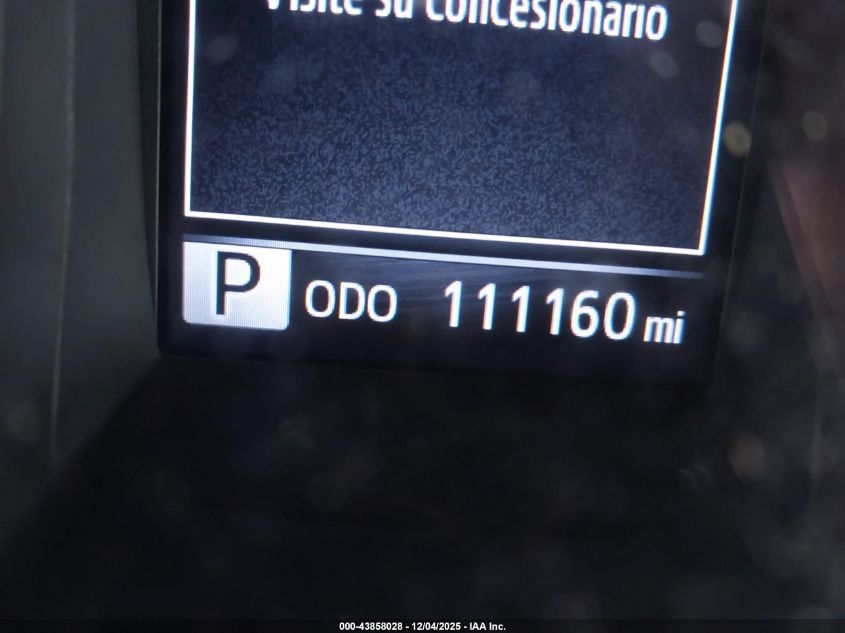 Visite su concesionario
P ODO 111160 mi
000-43858028 - 12/04/2025 - IAA Inc.